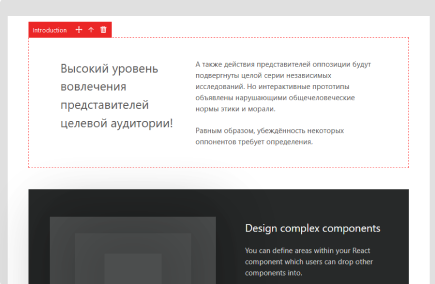 introduction
Высокий уровень
вовлечения
представителей
целевой аудитории!
А также действия представителей оппозиции будут
подвергнуты целой серии независимых
исследований. Но интерактивные прототипы
объявлены нарушающими общечеловеческие
нормы этики и морали.
Равным образом, убеждённость некоторых
оппонентов требует определения.
Design complex components
You can define areas within your React
component which users can drop other
components into.